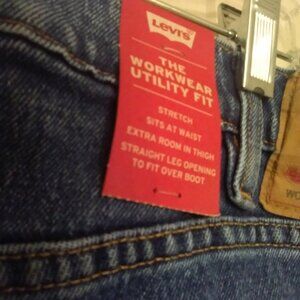 Levi's
THE
WORKWEAR
UTILITY FIT
STRETCH
SITS AT WAIST
EXTRA ROOM IN THIGH
STRAIGHT LEG OPENING
TO FIT OVER BOOT